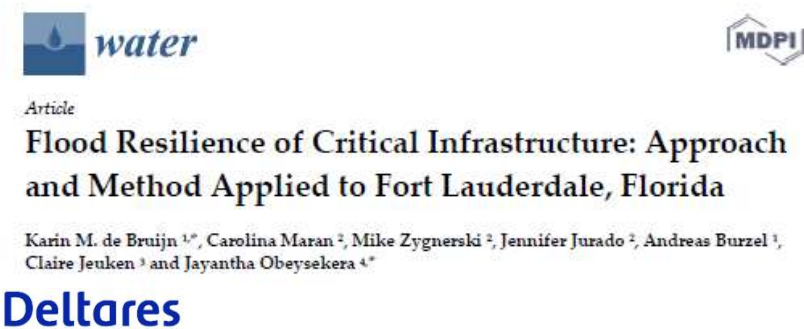 water
MDPI
Article
Flood Resilience of Critical Infrastructure: Approach
and Method Applied to Fort Lauderdale, Florida
Karin M. de Bruijn ¹,*, Carolina Maran ², Mike Zygnerski ², Jennifer Jurado ², Andreas Burzel ¹,
Claire Jeuken ³ and Jayantha Obeysekera ⁴,*
Deltares